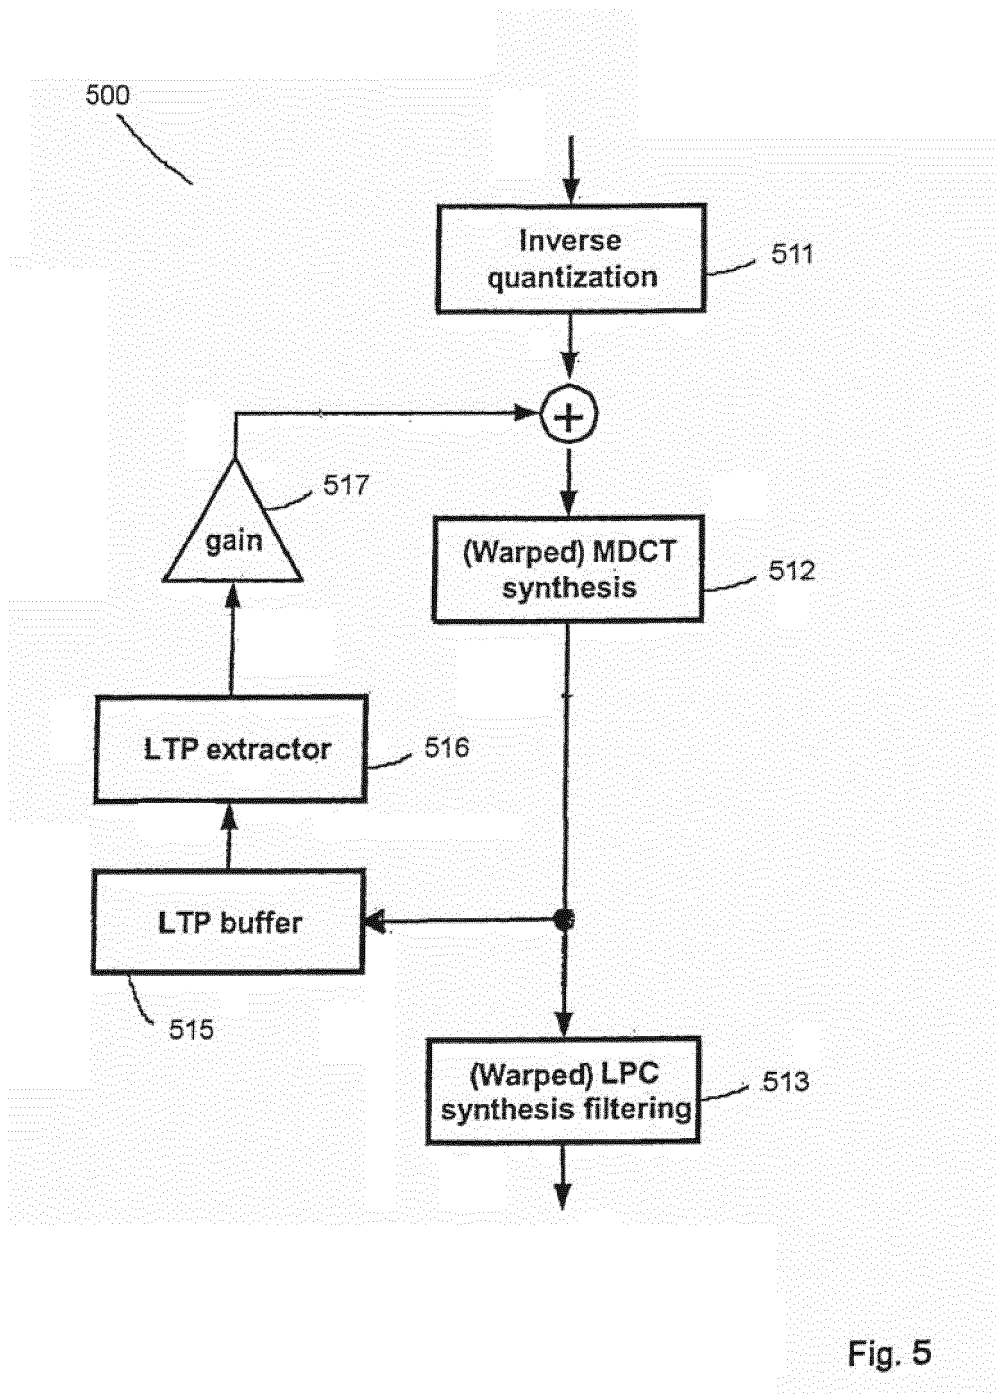 500
Inverse
quantization
511
+
517
gain
(Warped) MDCT
synthesis
512
LTP extractor
516
LTP buffer
515
(Warped) LPC
synthesis filtering
513
Fig. 5